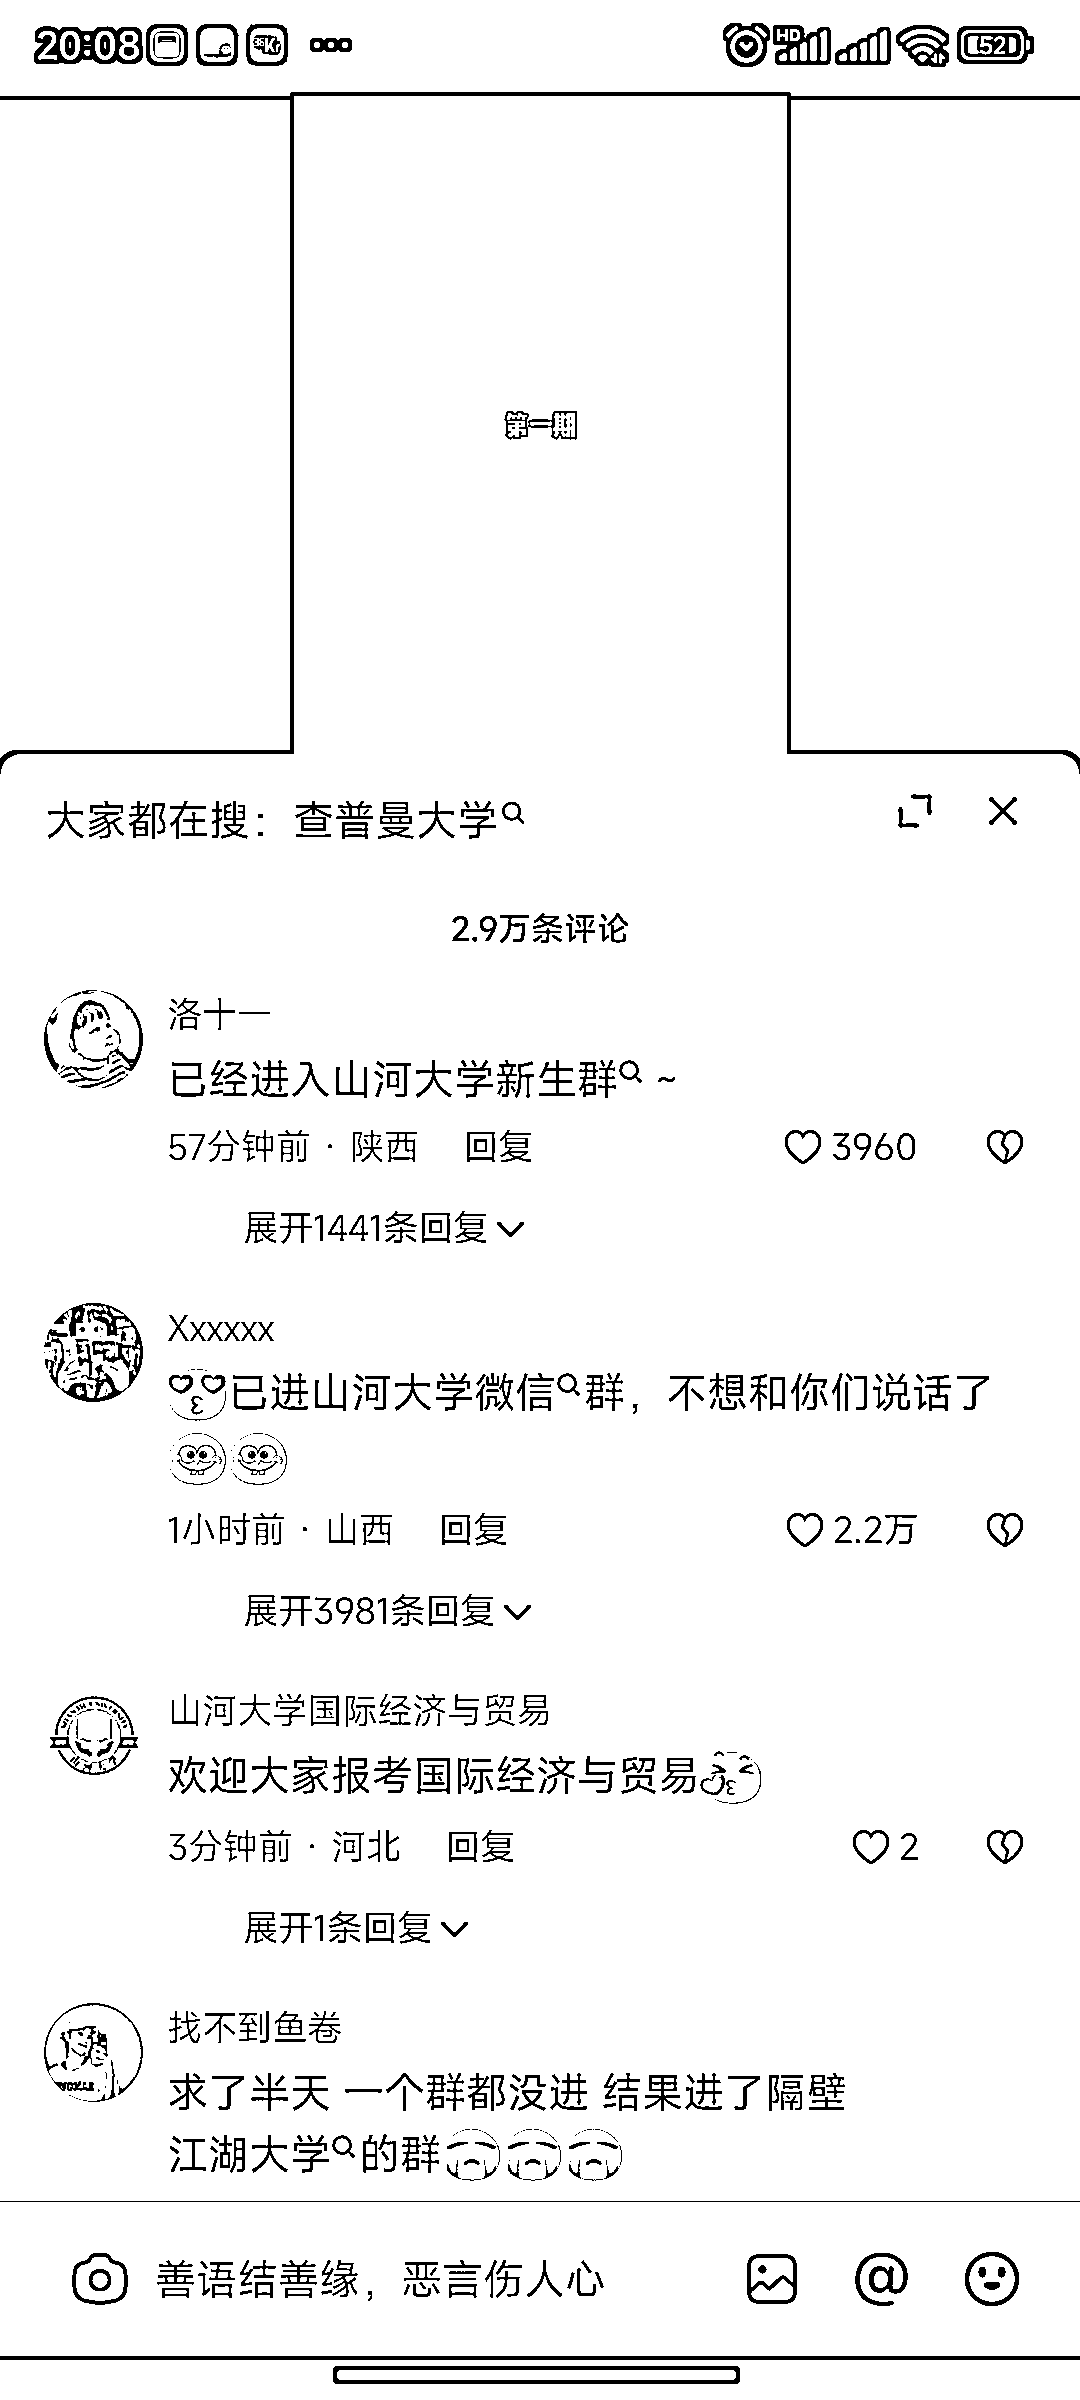 20:08
HD
52
第一期
大家都在搜：查普曼大学
2.9万条评论
洛十一
已经进入山河大学新生群 ~
57分钟前 · 陕西 回复 3960
展开1441条回复
Xxxxxx
已进山河大学微信群，不想和你们说话了
1小时前 · 山西 回复 2.2万
展开3981条回复
山河大学国际经济与贸易
欢迎大家报考国际经济与贸易
3分钟前 · 河北 回复 2
展开1条回复
找不到鱼卷
求了半天 一个群都没进 结果进了隔壁
江湖大学的群
善语结善缘，恶言伤人心